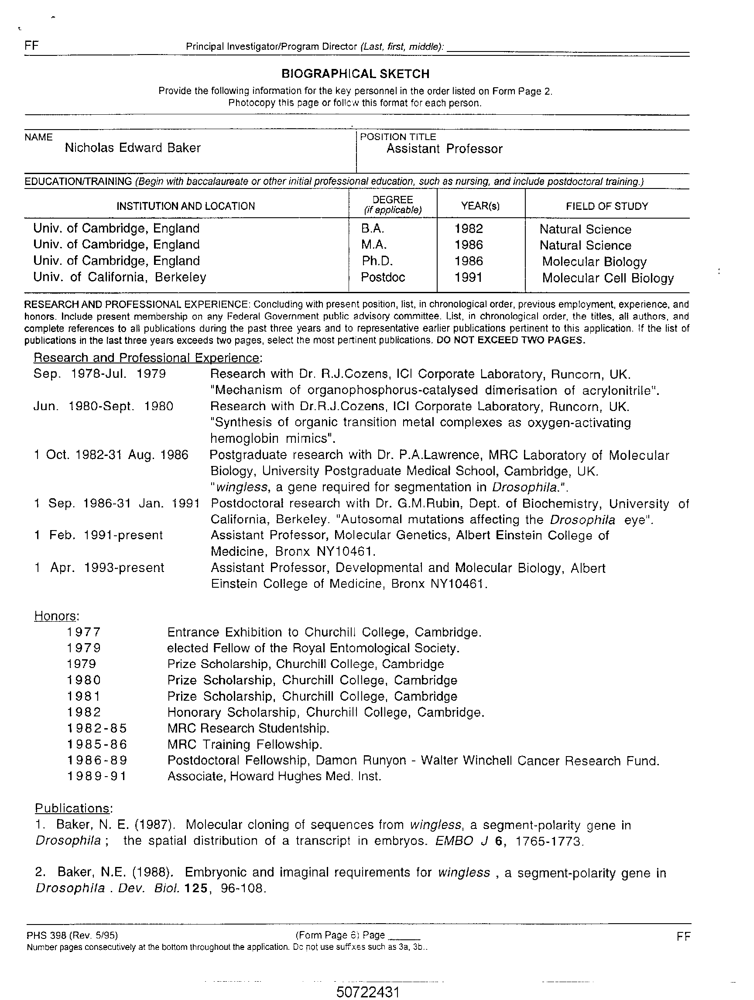 FF Principal Investigator/Program Director (Last, first, middle):
BIOGRAPHICAL SKETCH
Provide the following information for the key personnel in the order listed on Form Page 2.
Photocopy this page or follow this format for each person.
NAME POSITION TITLE
Nicholas Edward Baker Assistant Professor
EDUCATION/TRAINING (Begin with baccalaureate or other initial professional education, such as nursing, and include postdoctoral training.)
INSTITUTION AND LOCATION DEGREE (if applicable) YEAR(s) FIELD OF STUDY
Univ. of Cambridge, England B.A. 1982 Natural Science
Univ. of Cambridge, England M.A. 1986 Natural Science
Univ. of Cambridge, England Ph.D. 1986 Molecular Biology
Univ. of California, Berkeley Postdoc 1991 Molecular Cell Biology
RESEARCH AND PROFESSIONAL EXPERIENCE: Concluding with present position, list, in chronological order, previous employment, experience, and
honors. Include present membership on any Federal Government public advisory committee. List, in chronological order, the titles, all authors, and
complete references to all publications during the past three years and to representative earlier publications pertinent to this application. If the list of
publications in the last three years exceeds two pages, select the most pertinent publications. DO NOT EXCEED TWO PAGES.
Research and Professional Experience:
Sep. 1978-Jul. 1979 Research with Dr. R.J.Cozens, ICI Corporate Laboratory, Runcorn, UK.
"Mechanism of organophosphorus-catalysed dimerisation of acrylonitrile".
Jun. 1980-Sept. 1980 Research with Dr.R.J.Cozens, ICI Corporate Laboratory, Runcorn, UK.
"Synthesis of organic transition metal complexes as oxygen-activating
hemoglobin mimics".
1 Oct. 1982-31 Aug. 1986 Postgraduate research with Dr. P.A.Lawrence, MRC Laboratory of Molecular
Biology, University Postgraduate Medical School, Cambridge, UK.
"wingless, a gene required for segmentation in Drosophila.".
1 Sep. 1986-31 Jan. 1991 Postdoctoral research with Dr. G.M.Rubin, Dept. of Biochemistry, University of
California, Berkeley. "Autosomal mutations affecting the Drosophila eye".
1 Feb. 1991-present Assistant Professor, Molecular Genetics, Albert Einstein College of
Medicine, Bronx NY10461.
1 Apr. 1993-present Assistant Professor, Developmental and Molecular Biology, Albert
Einstein College of Medicine, Bronx NY10461.
Honors:
1977 Entrance Exhibition to Churchill College, Cambridge.
1979 elected Fellow of the Royal Entomological Society.
1979 Prize Scholarship, Churchill College, Cambridge
1980 Prize Scholarship, Churchill College, Cambridge
1981 Prize Scholarship, Churchill College, Cambridge
1982 Honorary Scholarship, Churchill College, Cambridge.
1982-85 MRC Research Studentship.
1985-86 MRC Training Fellowship.
1986-89 Postdoctoral Fellowship, Damon Runyon - Walter Winchell Cancer Research Fund.
1989-91 Associate, Howard Hughes Med. Inst.
Publications:
1. Baker, N. E. (1987). Molecular cloning of sequences from wingless, a segment-polarity gene in
Drosophila ; the spatial distribution of a transcript in embryos. EMBO J 6, 1765-1773.
2. Baker, N.E. (1988). Embryonic and imaginal requirements for wingless , a segment-polarity gene in
Drosophila . Dev. Biol. 125, 96-108.
PHS 398 (Rev. 5/95) (Form Page 6) Page FF
Number pages consecutively at the bottom throughout the application. Do not use suffixes such as 3a, 3b..
50722431